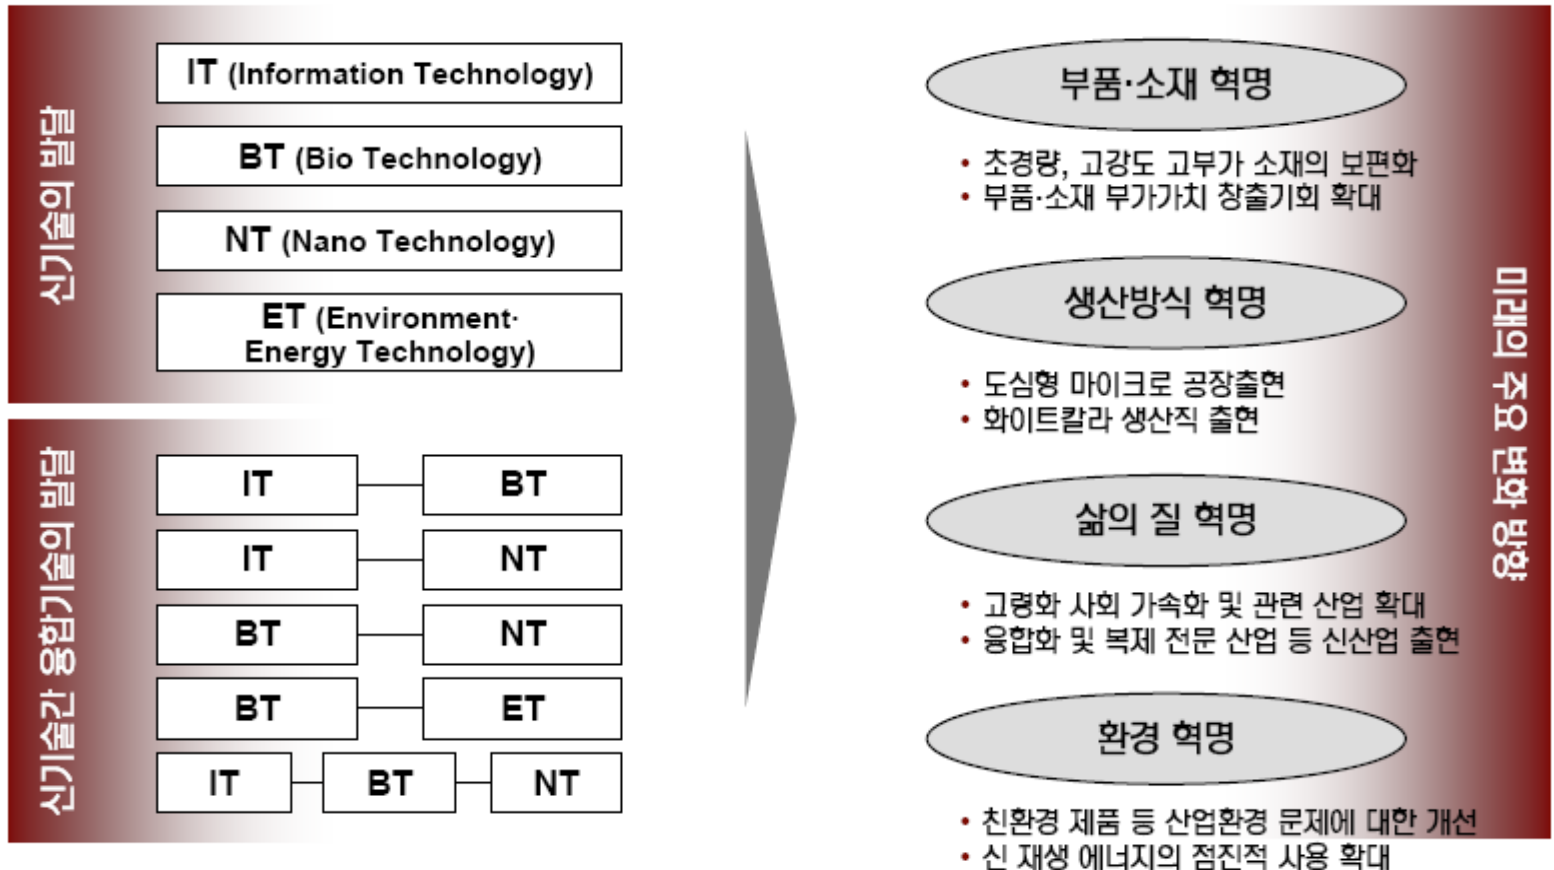 신기술의 발달
IT (Information Technology)
BT (Bio Technology)
NT (Nano Technology)
ET (Environment·
Energy Technology)
신기술간 융합기술의 발달
IT BT
IT NT
BT NT
BT ET
IT BT NT
부품·소재 혁명
• 초경량, 고강도 고부가 소재의 보편화
• 부품·소재 부가가치 창출기회 확대
생산방식 혁명
• 도심형 마이크로 공장출현
• 화이트칼라 생산직 출현
삶의 질 혁명
• 고령화 사회 가속화 및 관련 산업 확대
• 융합화 및 복제 전문 산업 등 신산업 출현
환경 혁명
• 친환경 제품 등 산업환경 문제에 대한 개선
• 신 재생 에너지의 점진적 사용 확대
미래의 주요 변화 방향